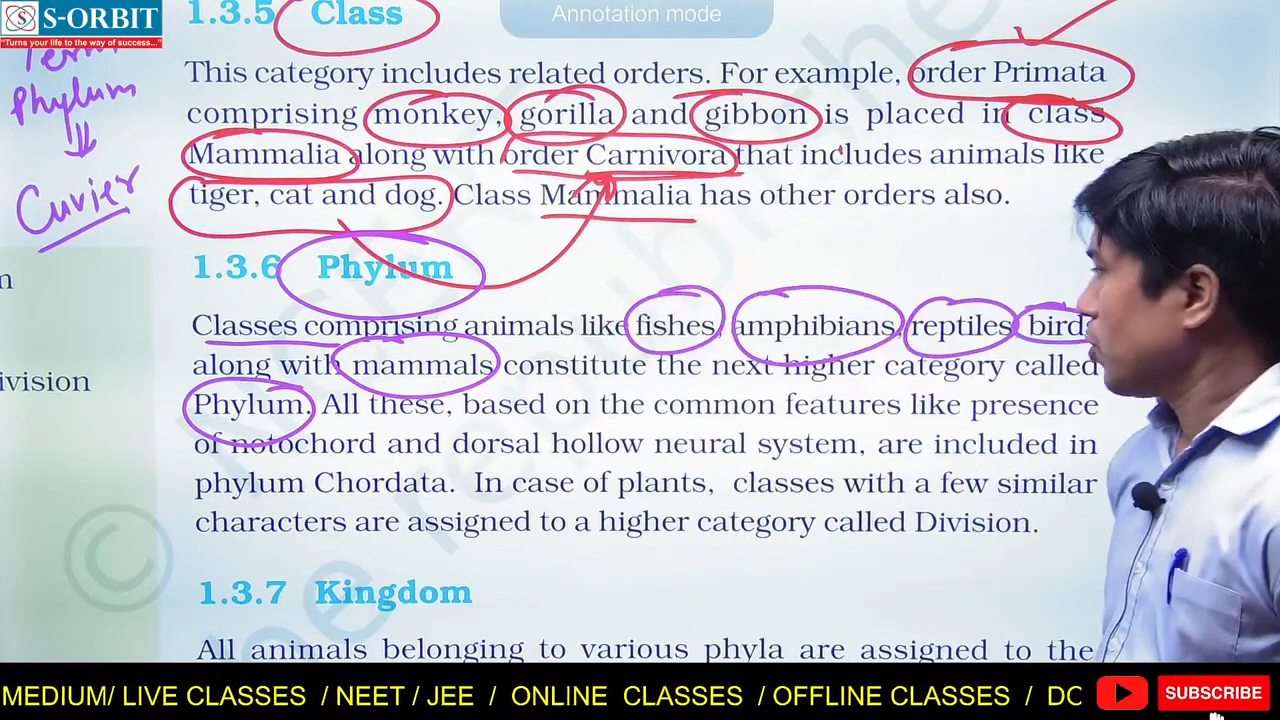 S-ORBIT
"Turns your life to the way of success..."
Annotation mode
1.3.5 Class
Term
Phylum
Cuvier
This category includes related orders. For example, order Primata
comprising monkey, gorilla and gibbon is placed in class
Mammalia along with order Carnivora that includes animals like
tiger, cat and dog. Class Mammalia has other orders also.
1.3.6 Phylum
Classes comprising animals like fishes, amphibians, reptiles, birds
along with mammals constitute the next higher category called
Phylum. All these, based on the common features like presence
of notochord and dorsal hollow neural system, are included in
phylum Chordata. In case of plants, classes with a few similar
characters are assigned to a higher category called Division.
ivision
1.3.7 Kingdom
All animals belonging to various phyla are assigned to the
MEDIUM/ LIVE CLASSES / NEET / JEE / ONLINE CLASSES / OFFLINE CLASSES / DO
SUBSCRIBE